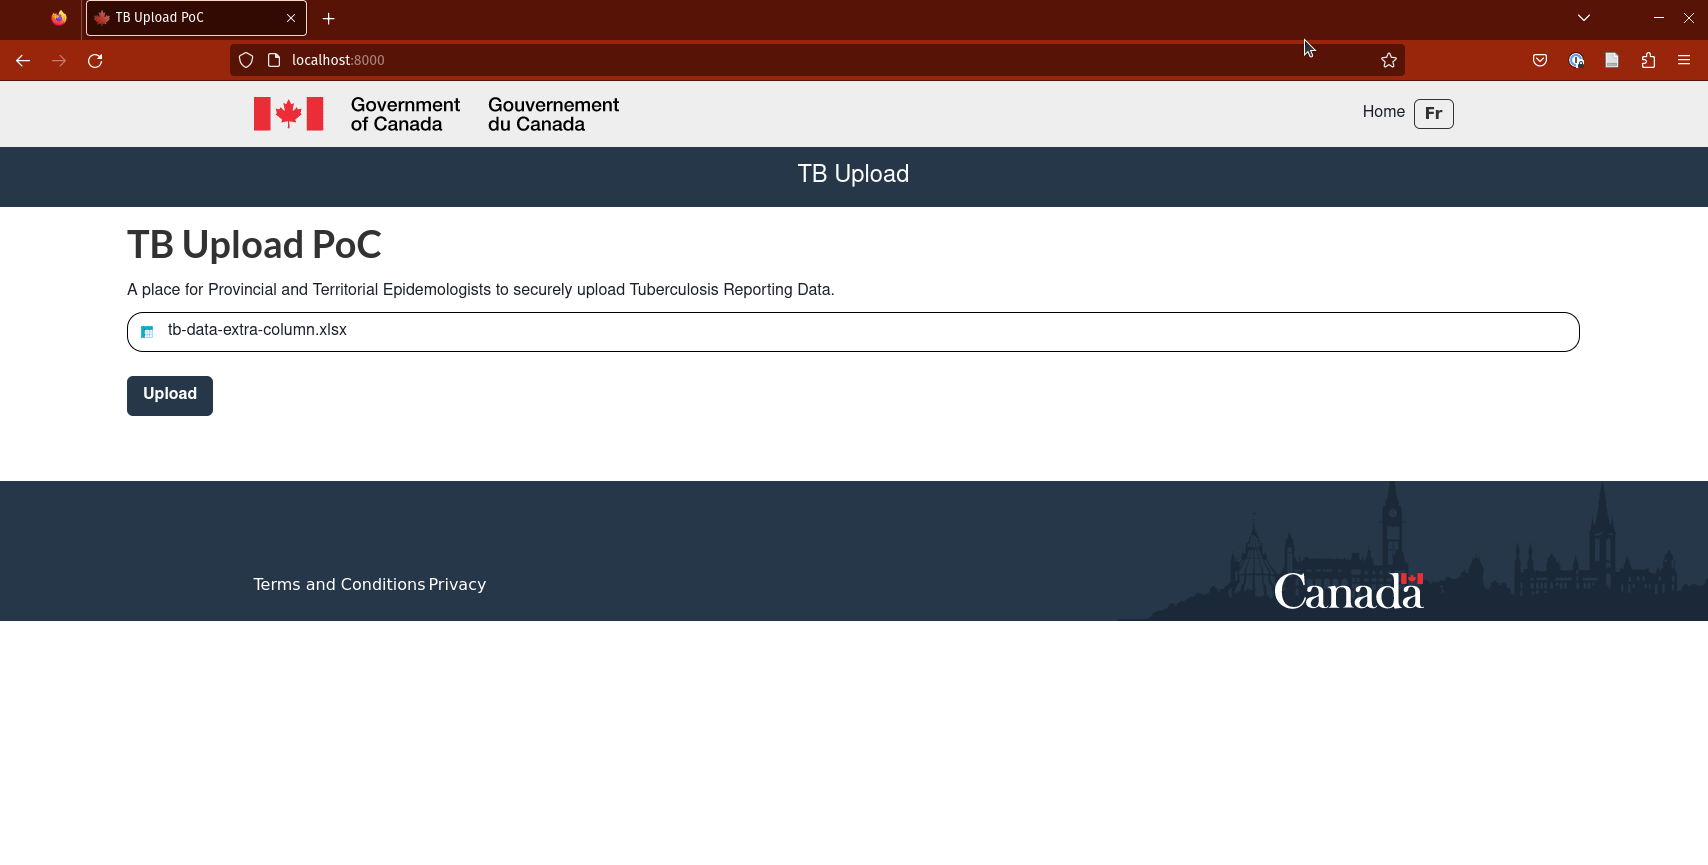 TB Upload PoC
localhost:8000
Government of Canada
Gouvernement du Canada
Home
Fr
TB Upload
TB Upload PoC
A place for Provincial and Territorial Epidemologists to securely upload Tuberculosis Reporting Data.
tb-data-extra-column.xlsx
Upload
Terms and Conditions Privacy
Canada